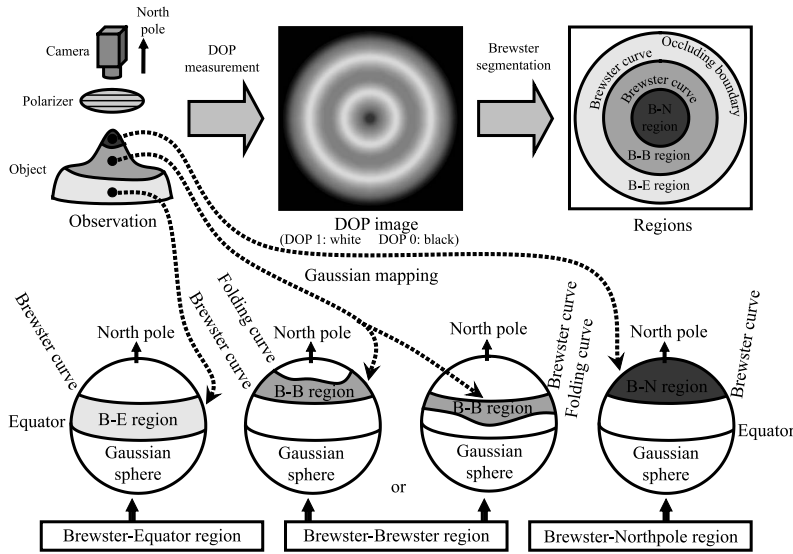 North
pole
Camera
Polarizer
Object
Observation
DOP
measurement
DOP image
(DOP 1: white DOP 0: black)
Brewster
segmentation
Occluding boundary
Brewster curve
Brewster curve
B-N
region
B-B region
B-E region
Regions
Gaussian mapping
Brewster curve
North pole
Equator
B-E region
Gaussian
sphere
Brewster-Equator region
Folding curve
Brewster curve
North pole
B-B region
Gaussian
sphere
or
North pole
Brewster curve
Folding curve
B-B region
Gaussian
sphere
Brewster-Brewster region
North pole
Brewster curve
B-N region
Equator
Gaussian
sphere
Brewster-Northpole region